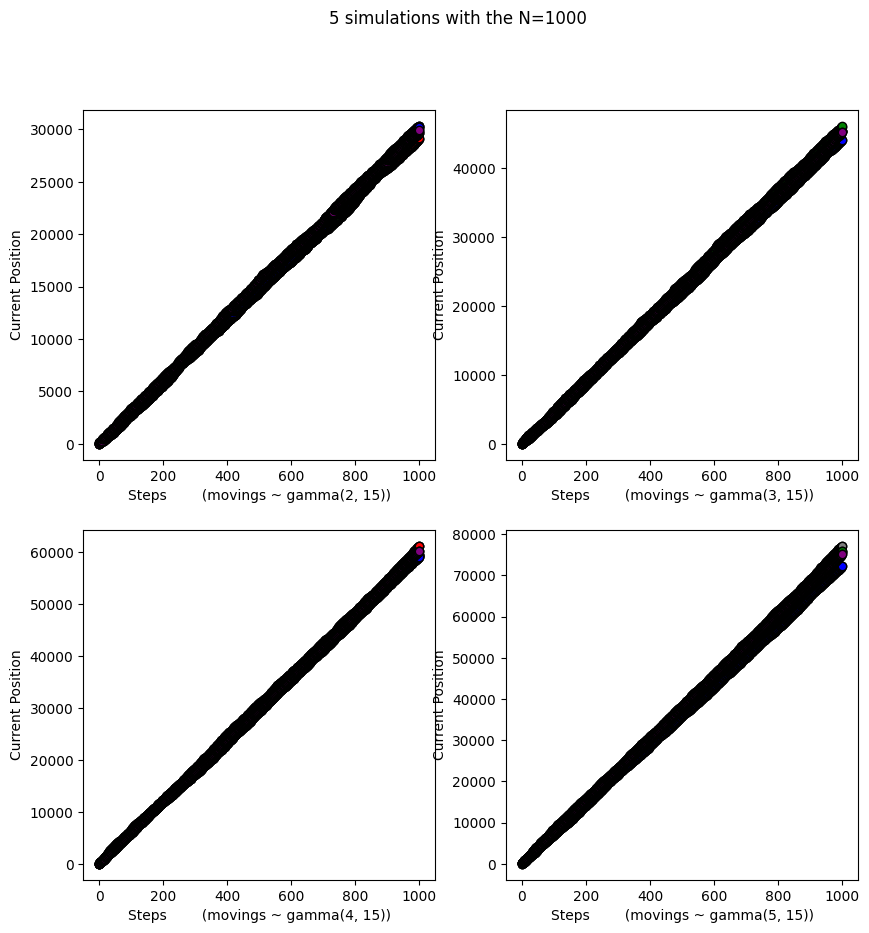 5 simulations with the N=1000
30000
25000
20000
15000
10000
5000
0
Current Position
0 200 400 600 800 1000
Steps (movings ~ gamma(2, 15))
40000
30000
20000
10000
0
Current Position
0 200 400 600 800 1000
Steps (movings ~ gamma(3, 15))
60000
50000
40000
30000
20000
10000
0
Current Position
0 200 400 600 800 1000
Steps (movings ~ gamma(4, 15))
80000
70000
60000
50000
40000
30000
20000
10000
0
Current Position
0 200 400 600 800 1000
Steps (movings ~ gamma(5, 15))